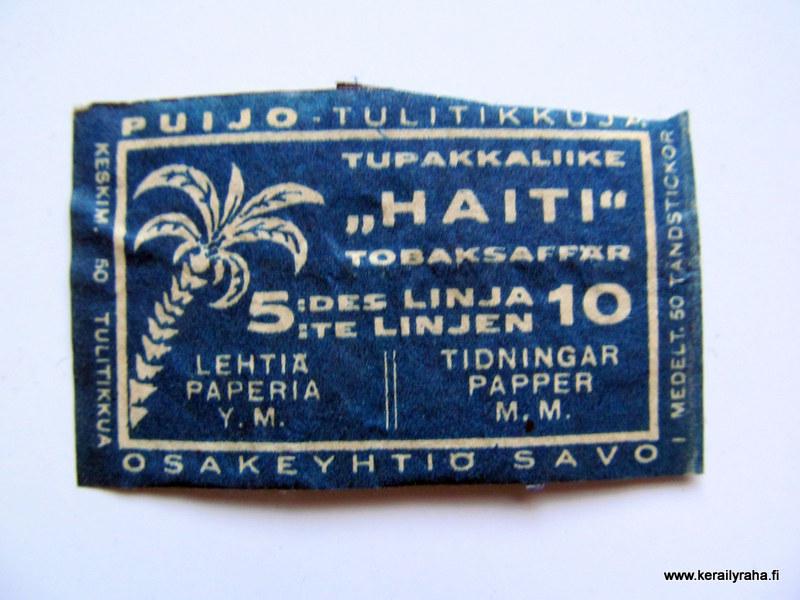 PUIJO-TULITIKKUJA
KESKIM. 50 TULITIKKUA
TUPAKKALIIKE
„HAITI“
TOBAKSAFFÄR
5:DES LINJA 10
:TE LINJEN
LEHTIÄ
PAPERIA
Y.M.
TIDNINGAR
PAPPER
M.M.
I MEDELT. 50 TÄNDSTICKOR
OSAKEYHTIÖ SAVO
www.kerailyraha.fi